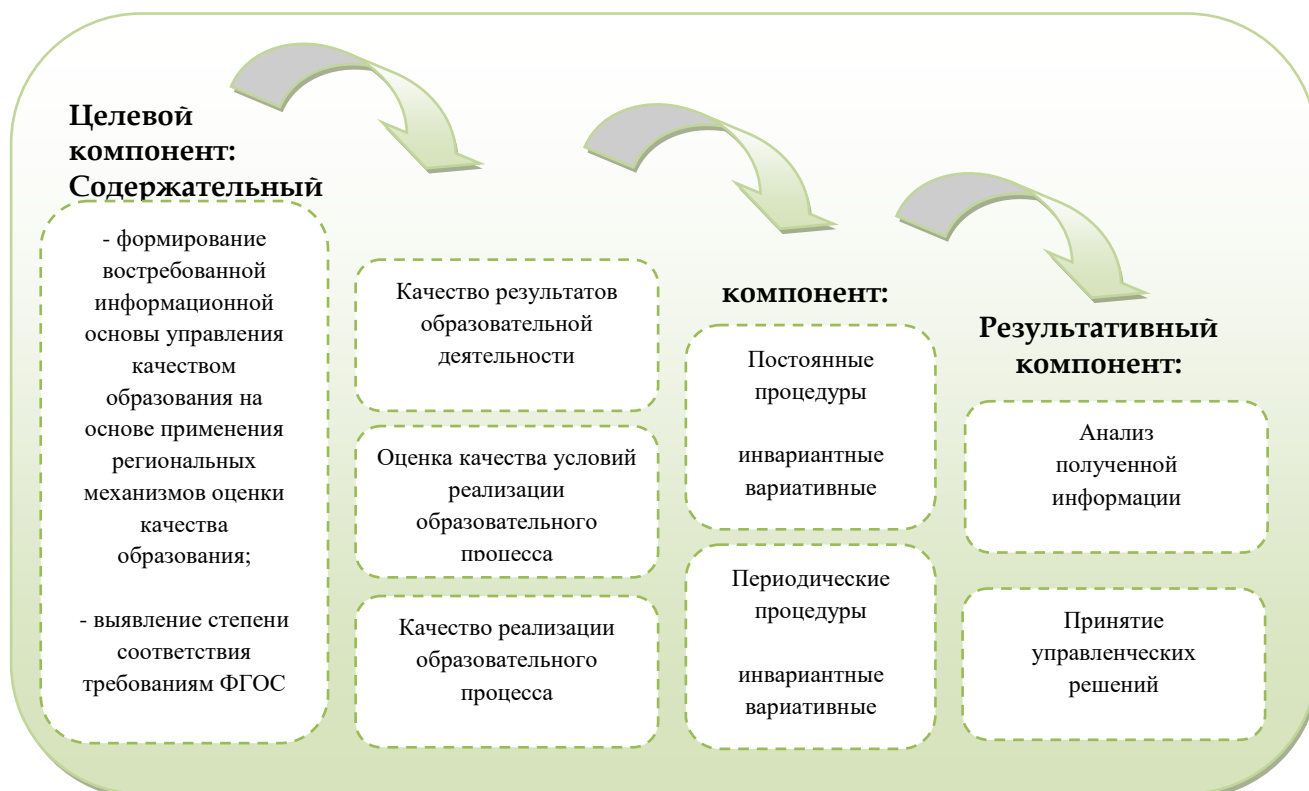 Целевой
компонент:
Содержательный
- формирование
востребованной
информационной
основы управления
качеством
образования на
основе применения
региональных
механизмов оценки
качества
образования;
- выявление степени
соответствия
требованиям ФГОС
Качество результатов
образовательной
деятельности
Оценка качества условий
реализации
образовательного
процесса
Качество реализации
образовательного
процесса
компонент:
Постоянные
процедуры
инвариантные
вариативные
Периодические
процедуры
инвариантные
вариативные
Результативный
компонент:
Анализ
полученной
информации
Принятие
управленческих
решений